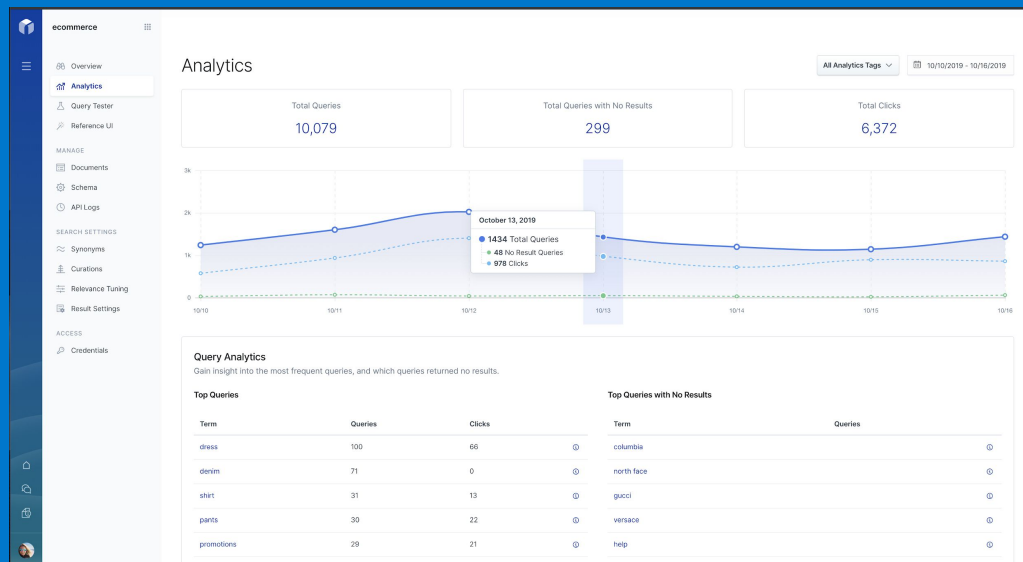 ecommerce
Overview
Analytics
Query Tester
Reference UI
MANAGE
Documents
Schema
API Logs
SEARCH SETTINGS
Synonyms
Curations
Relevance Tuning
Result Settings
ACCESS
Credentials
Analytics
All Analytics Tags
10/10/2019 - 10/16/2019
Total Queries
10,079
Total Queries with No Results
299
Total Clicks
6,372
3k
2k
1k
0
October 13, 2019
1434 Total Queries
48 No Result Queries
978 Clicks
10/10 10/11 10/12 10/13 10/14 10/15 10/16
Query Analytics
Gain insight into the most frequent queries, and which queries returned no results.
Top Queries
Term Queries Clicks
dress 100 66
denim 71 0
shirt 31 13
pants 30 22
promotions 29 21
Top Queries with No Results
Term Queries
columbia
north face
gucci
versace
help